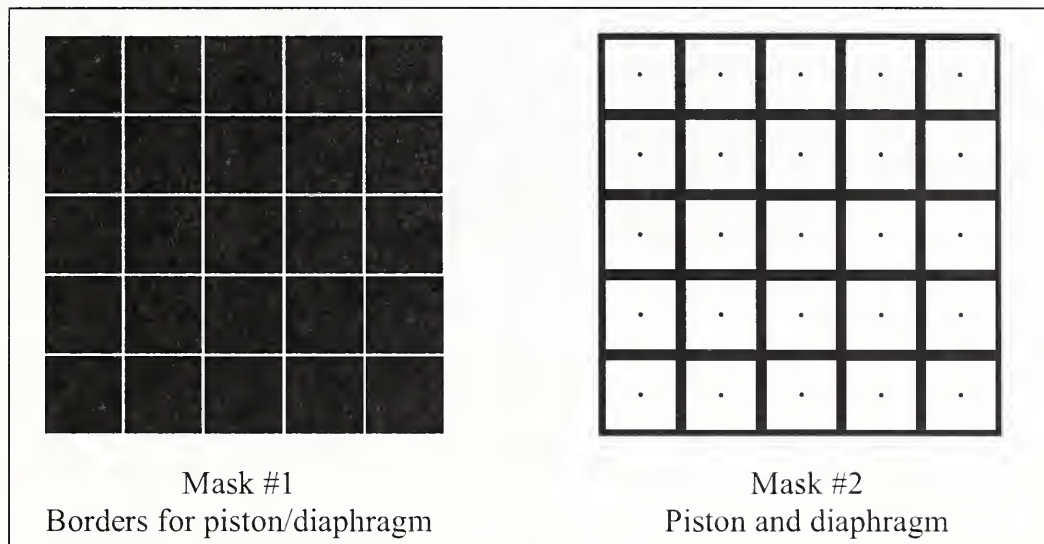 Mask #1
Borders for piston/diaphragm
Mask #2
Piston and diaphragm